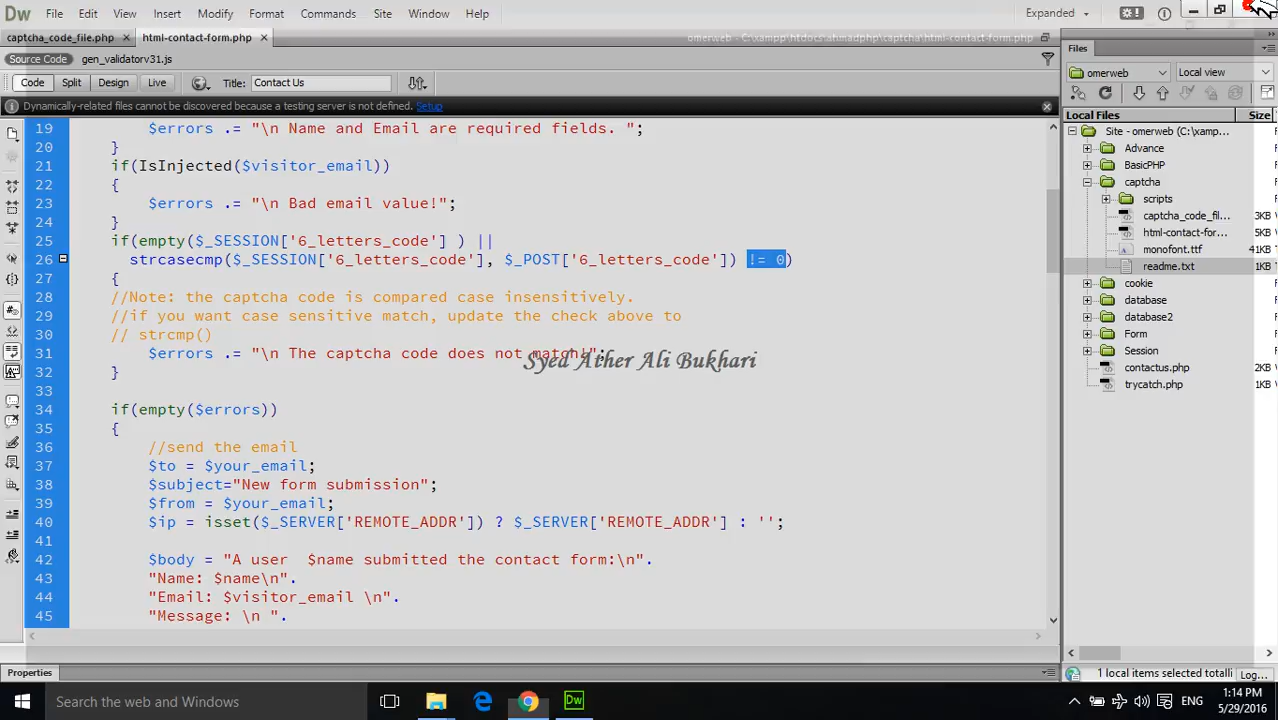 Dw File Edit View Insert Modify Format Commands Site Window Help Expanded
captcha_code_file.php × html-contact-form.php × omerweb - C:\xampp\htdocs\ahmadphp\captcha\html-contact-form.php
Source Code gen_validatorv31.js
Code Split Design Live Title: Contact Us
Dynamically-related files cannot be discovered because a testing server is not defined. Setup
19 $errors .= "\n Name and Email are required fields. ";
20 }
21 if(IsInjected($visitor_email))
22 {
23 $errors .= "\n Bad email value!";
24 }
25 if(empty($_SESSION['6_letters_code'] ) ||
26 strcasecmp($_SESSION['6_letters_code'], $_POST['6_letters_code']) != 0)
27 {
28 //Note: the captcha code is compared case insensitively.
29 //if you want case sensitive match, update the check above to
30 // strcmp()
31 $errors .= "\n The captcha code does not match!";
32 }
33
34 if(empty($errors))
35 {
36 //send the email
37 $to = $your_email;
38 $subject="New form submission";
39 $from = $your_email;
40 $ip = isset($_SERVER['REMOTE_ADDR']) ? $_SERVER['REMOTE_ADDR'] : '';
41
42 $body = "A user  $name submitted the contact form:\n".
43 "Name: $name\n".
44 "Email: $visitor_email \n".
45 "Message: \n ".
Syed Ather Ali Bukhari
Properties
Files
omerweb Local view
Local Files Size
Site - omerweb (C:\xamp...
Advance
BasicPHP
captcha
scripts
captcha_code_fil... 3KB
html-contact-for... 5KB
monofont.ttf 41KB
readme.txt 1KB
cookie
database
database2
Form
Session
contactus.php 2KB
trycatch.php 1KB
1 local items selected totalli Log...
Search the web and Windows
Dw
ENG
1:14 PM
5/29/2016